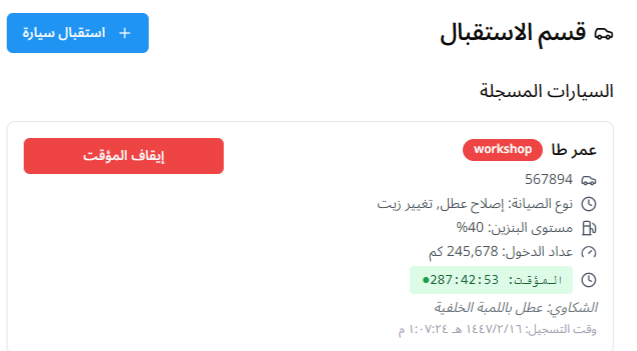 قسم الاستقبال
استقبال سيارة +
السيارات المسجلة
عمر طا workshop
إيقاف المؤقت
567894
نوع الصيانة: إصلاح عطل, تغيير زيت
مستوى البنزين: 40%
عداد الدخول: 245,678 كم
المؤقت: 287:42:53
الشكاوي: عطل باللمبة الخلفية
وقت التسجيل: ١٤٤٧/٢/١٦ هـ ١:٠٧:٢٤ م